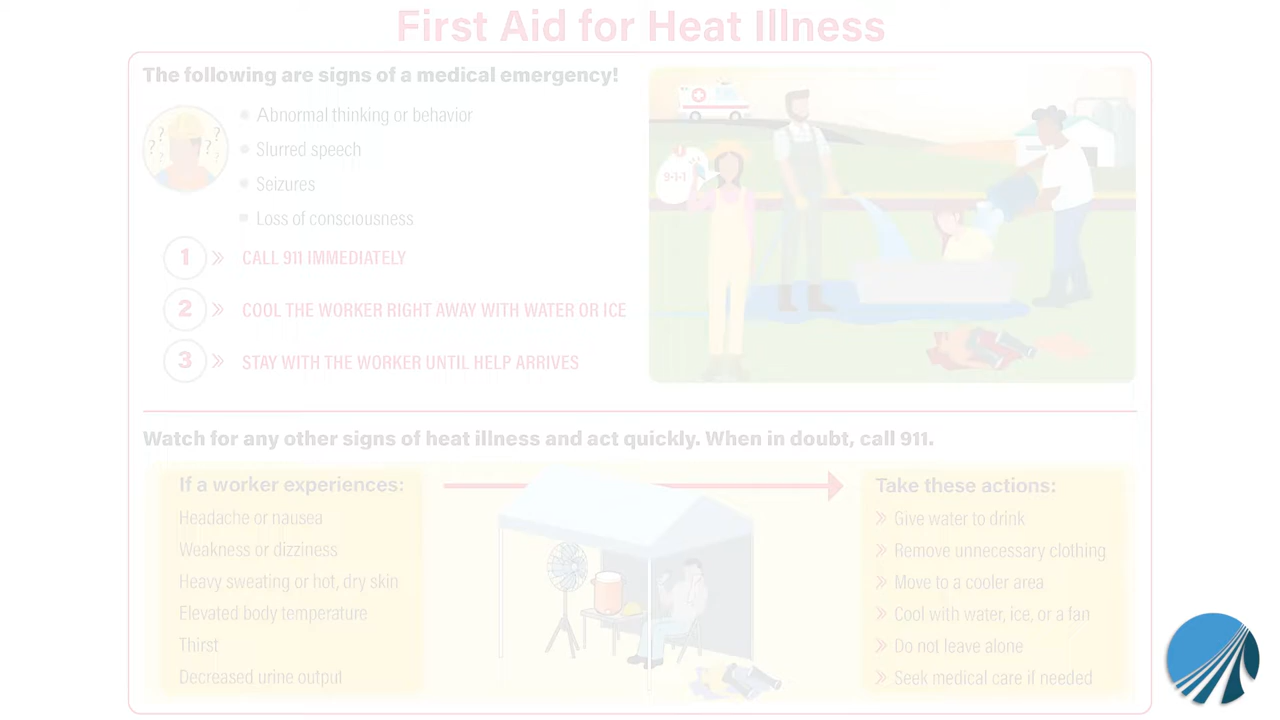 First Aid for Heat Illness
The following are signs of a medical emergency!
Abnormal thinking or behavior
Slurred speech
Seizures
Loss of consciousness
1 CALL 911 IMMEDIATELY
2 COOL THE WORKER RIGHT AWAY WITH WATER OR ICE
3 STAY WITH THE WORKER UNTIL HELP ARRIVES
9-1-1
Watch for any other signs of heat illness and act quickly. When in doubt, call 911.
If a worker experiences:
Headache or nausea
Weakness or dizziness
Heavy sweating or hot, dry skin
Elevated body temperature
Thirst
Decreased urine output
Take these actions:
Give water to drink
Remove unnecessary clothing
Move to a cooler area
Cool with water, ice, or a fan
Do not leave alone
Seek medical care if needed